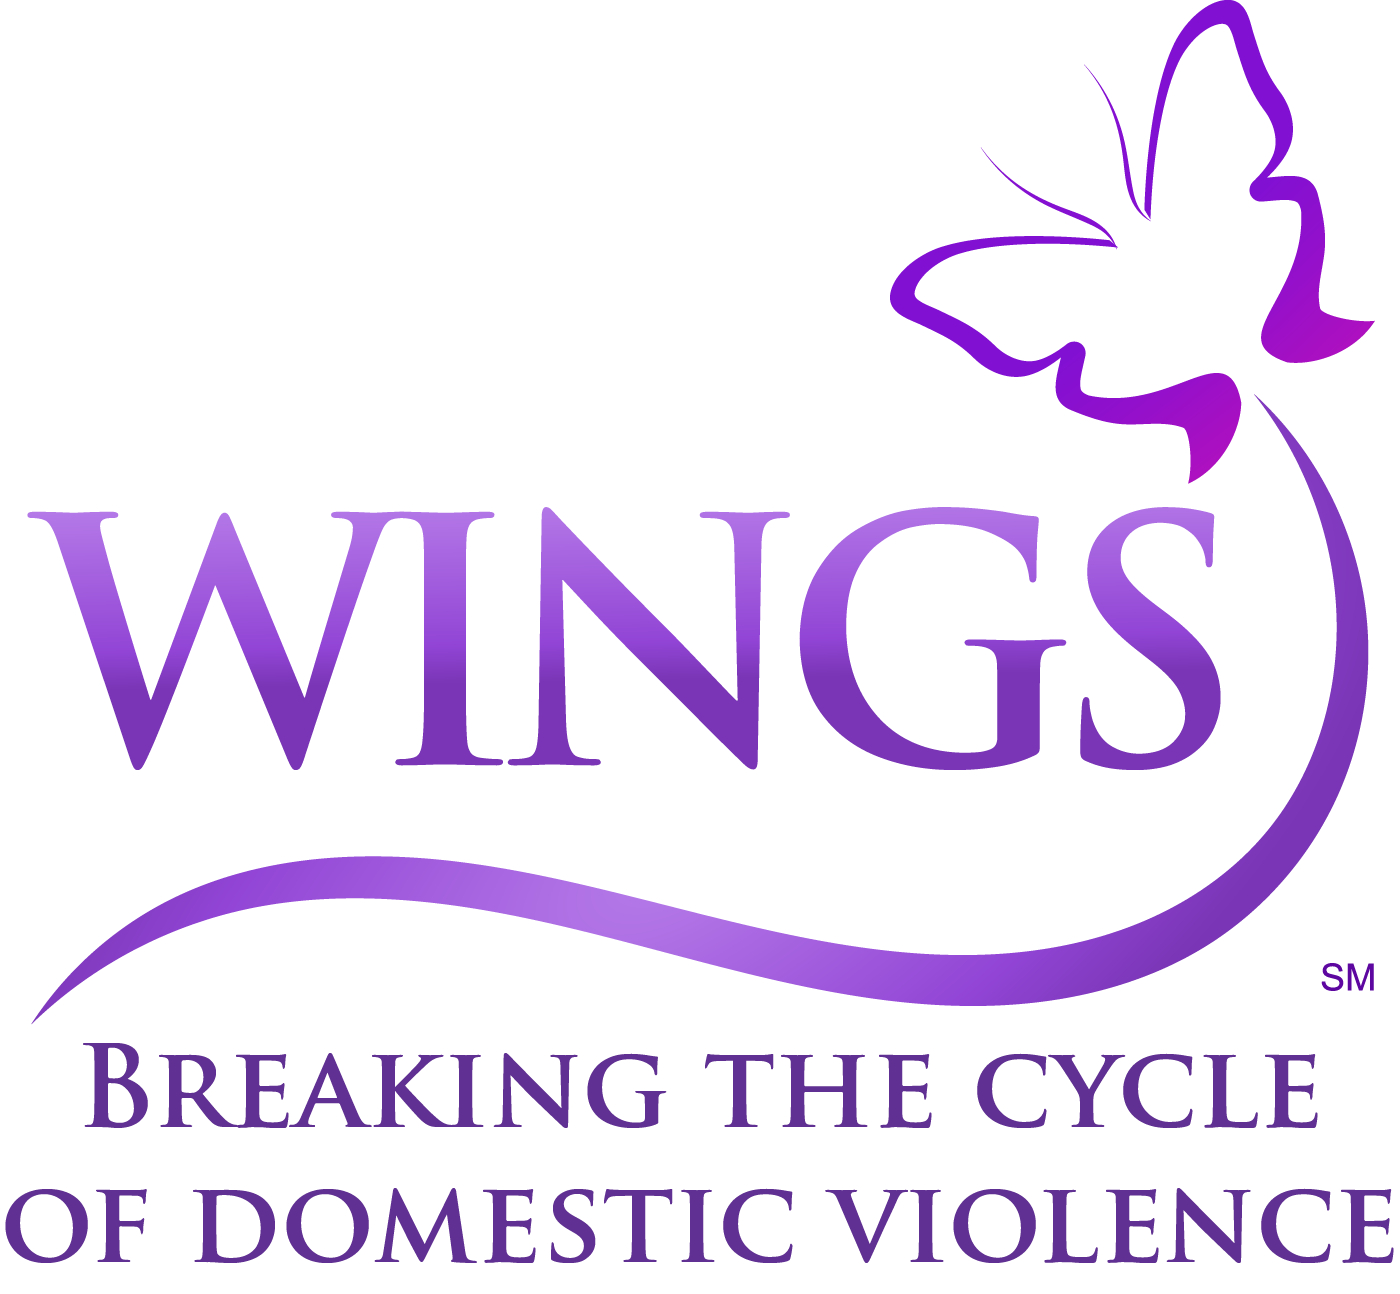 WINGS
SM
BREAKING THE CYCLE
OF DOMESTIC VIOLENCE